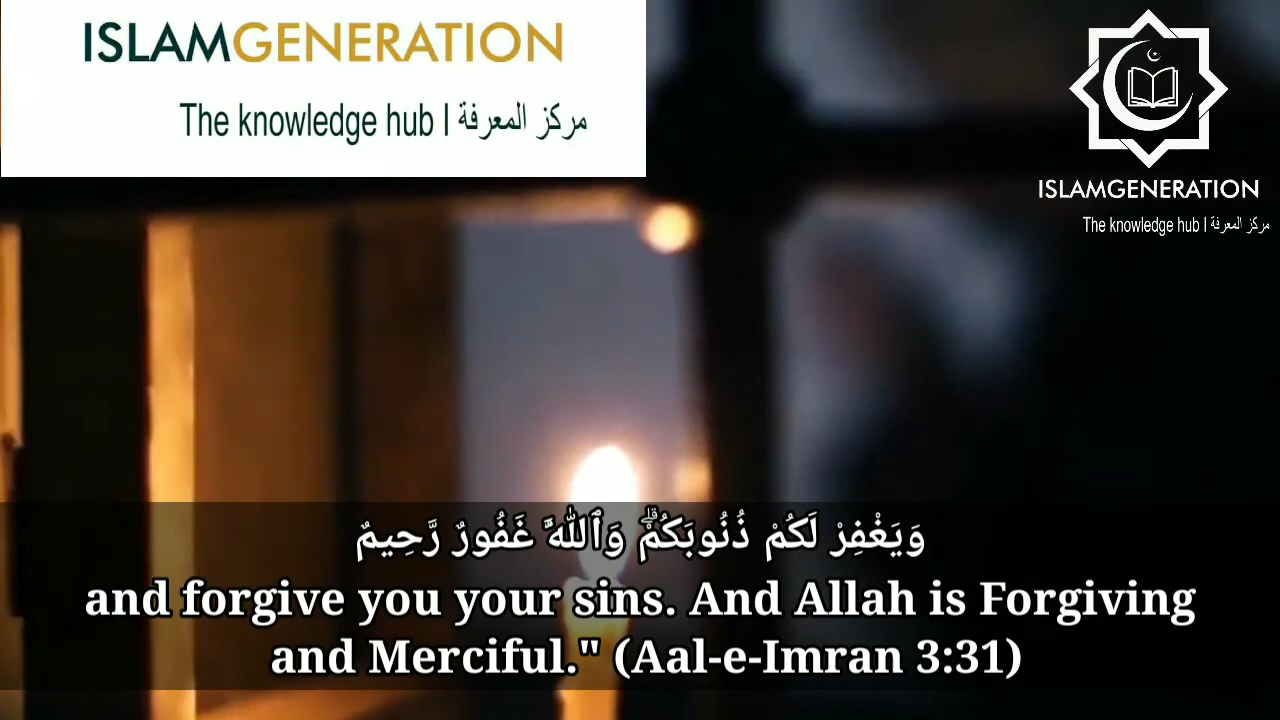 ISLAMGENERATION
The knowledge hub | مركز المعرفة
ISLAMGENERATION
The knowledge hub | مركز المعرفة
وَيَغْفِرْ لَكُمْ ذُنُوبَكُمْۗ وَٱللَّهُ غَفُورٌ رَّحِيمٌ
and forgive you your sins. And Allah is Forgiving
and Merciful." (Aal-e-Imran 3:31)